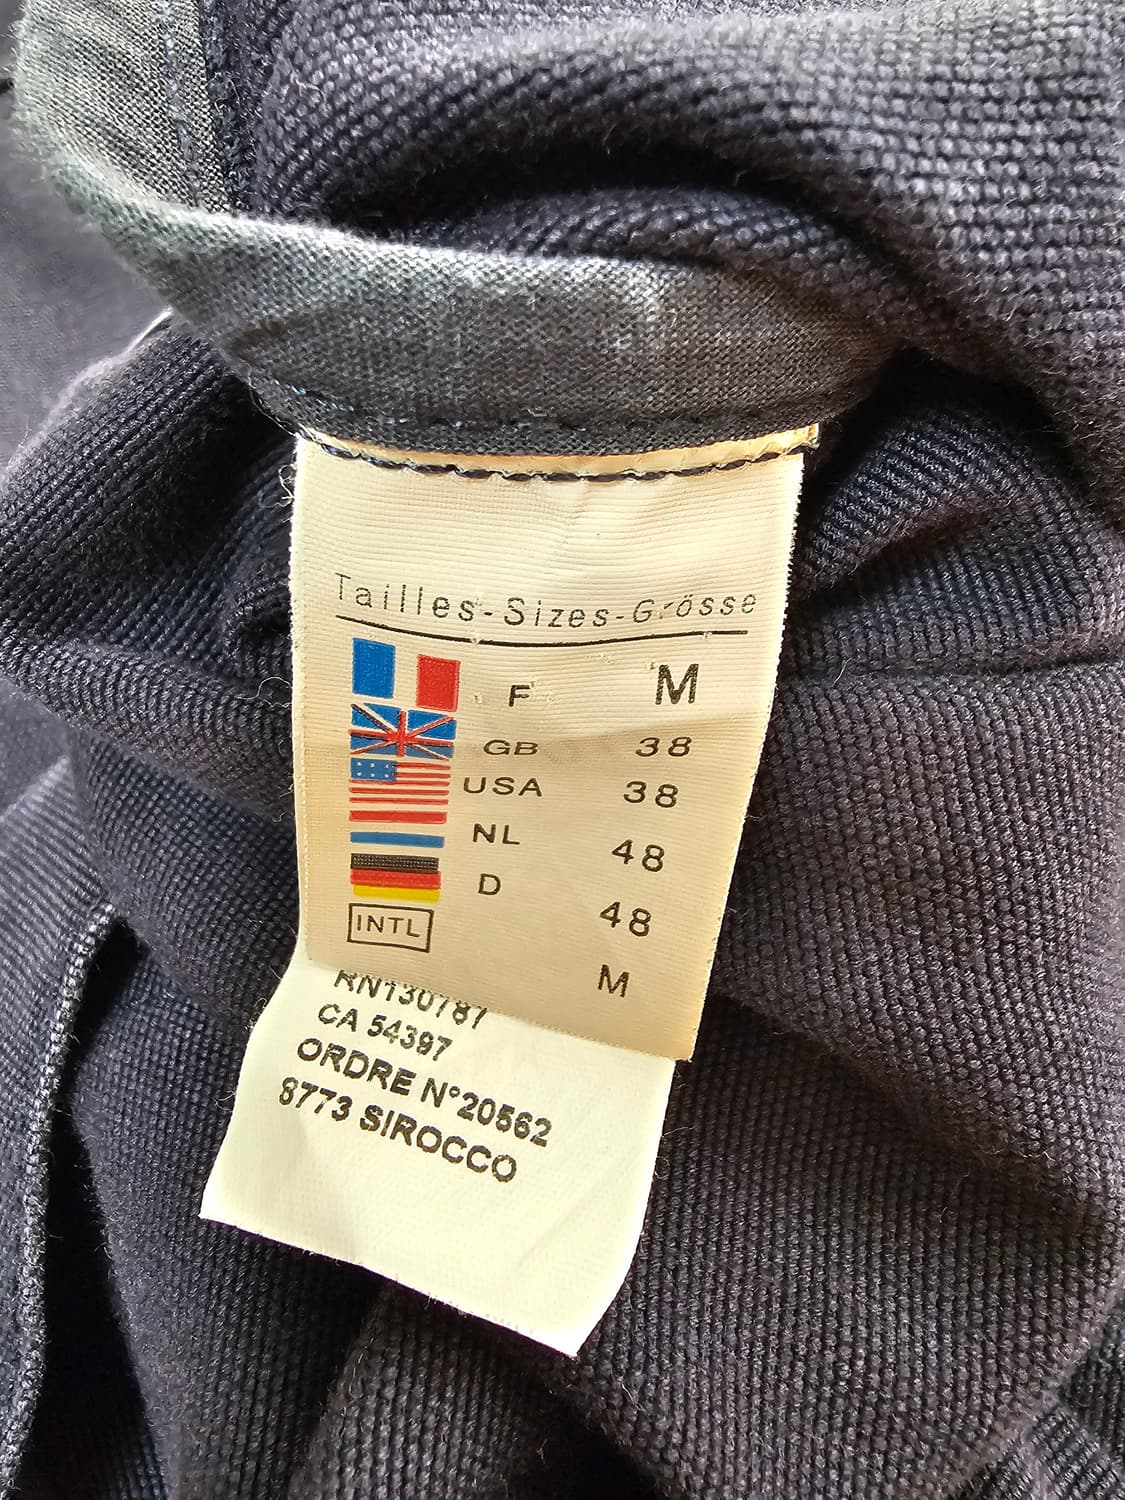 Tailles-Sizes-Grösse
F M
GB 38
USA 38
NL 48
D 48
INTL M
RN130787
CA 54397
ORDRE N°20562
8773 SIROCCO